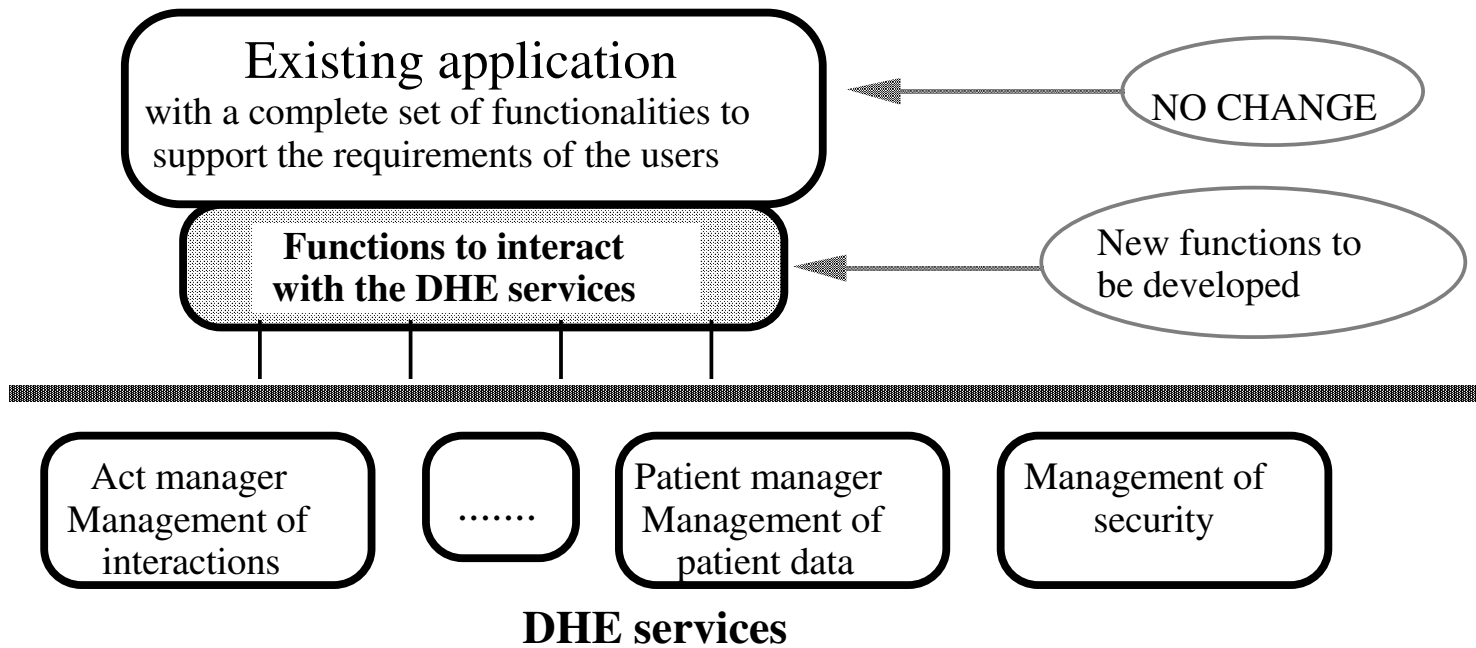 Existing application
with a complete set of functionalities to
support the requirements of the users
NO CHANGE
Functions to interact
with the DHE services
New functions to
be developed
Act manager
Management of
interactions
.......
Patient manager
Management of
patient data
Management of
security
DHE services